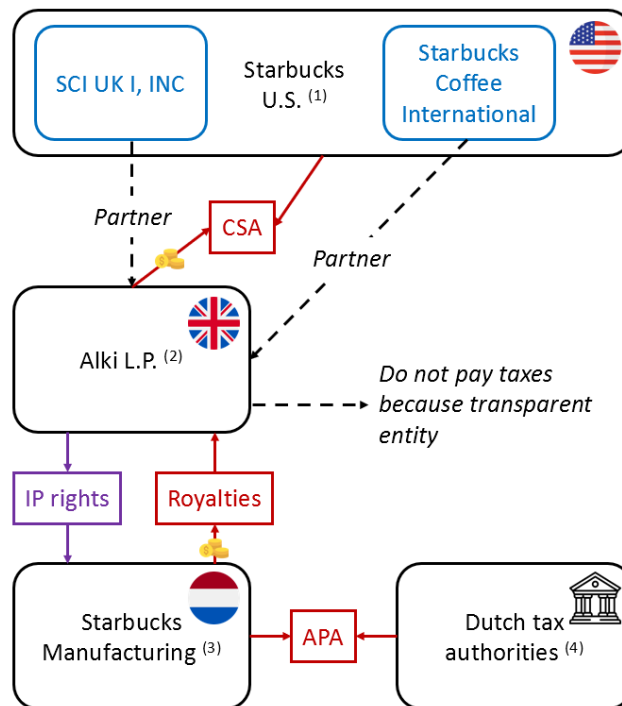 SCI UK I, INC
Starbucks
U.S. (1)
Starbucks
Coffee
International
Partner
CSA
Partner
Alki L.P. (2)
Do not pay taxes
because transparent
entity
IP rights
Royalties
Starbucks
Manufacturing (3)
APA
Dutch tax
authorities (4)